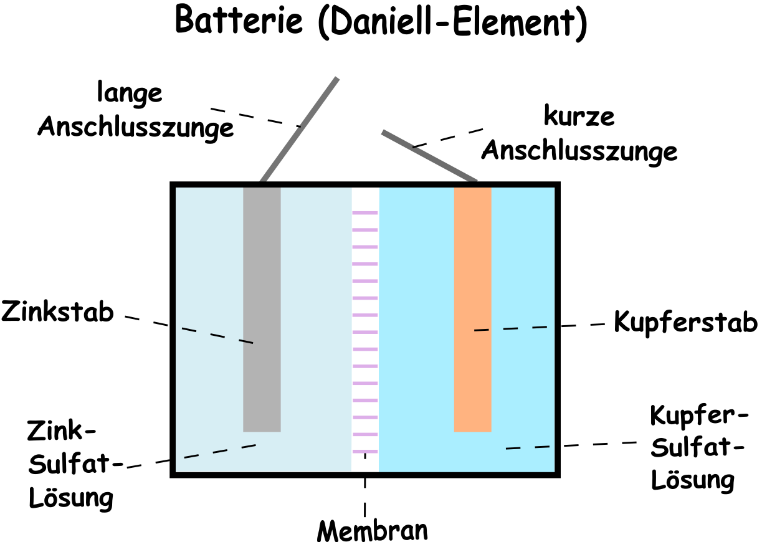 Batterie (Daniell-Element)
lange
Anschlusszunge
kurze
Anschlusszunge
Zinkstab
Kupferstab
Zink-
Sulfat-
Lösung
Kupfer-
Sulfat-
Lösung
Membran